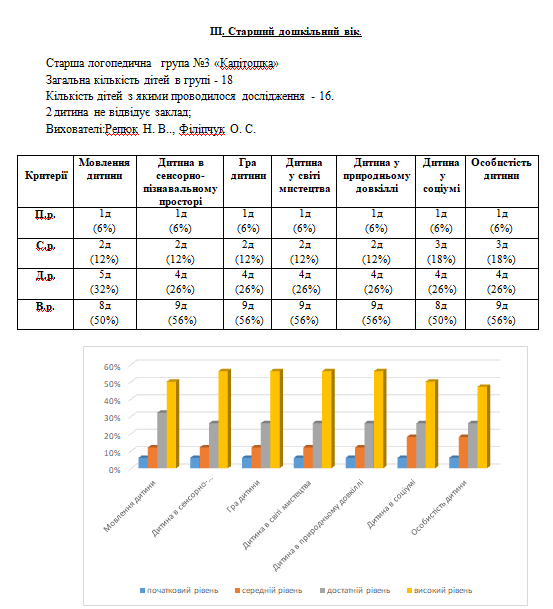 ІІІ. Старший дошкільний вік.
Старша логопедична група №3 «Капітошка»
Загальна кількість дітей в групі - 18
Кількість дітей з якими проводилося дослідження - 16.
2 дитина не відвідує заклад;
Вихователі:Репюк Н. В.., Філіпчук О. С.
Критерії Мовлення дитини Дитина в сенсорно-пізнавальному просторі Гра дитини Дитина у світі мистецтва Дитина у природньому довкіллі Дитина у соціумі Особистість дитини
П.р. 1д (6%) 1д (6%) 1д (6%) 1д (6%) 1д (6%) 1д (6%) 1д (6%)
С.р. 2д (12%) 2д (12%) 2д (12%) 2д (12%) 2д (12%) 3д (18%) 3д (18%)
Д.р. 5д (32%) 4д (26%) 4д (26%) 4д (26%) 4д (26%) 4д (26%) 4д (26%)
В.р. 8д (50%) 9д (56%) 9д (56%) 9д (56%) 9д (56%) 8д (50%) 9д (56%)
60%
50%
40%
30%
20%
10%
0%
Мовлення дитини
Дитина в сенсорно-...
Гра дитини
Дитина в світі мистецтва
Дитина в природньому довкіллі
Дитина в соціумі
Особистість дитини
початковий рівень середній рівень достатній рівень високий рівень